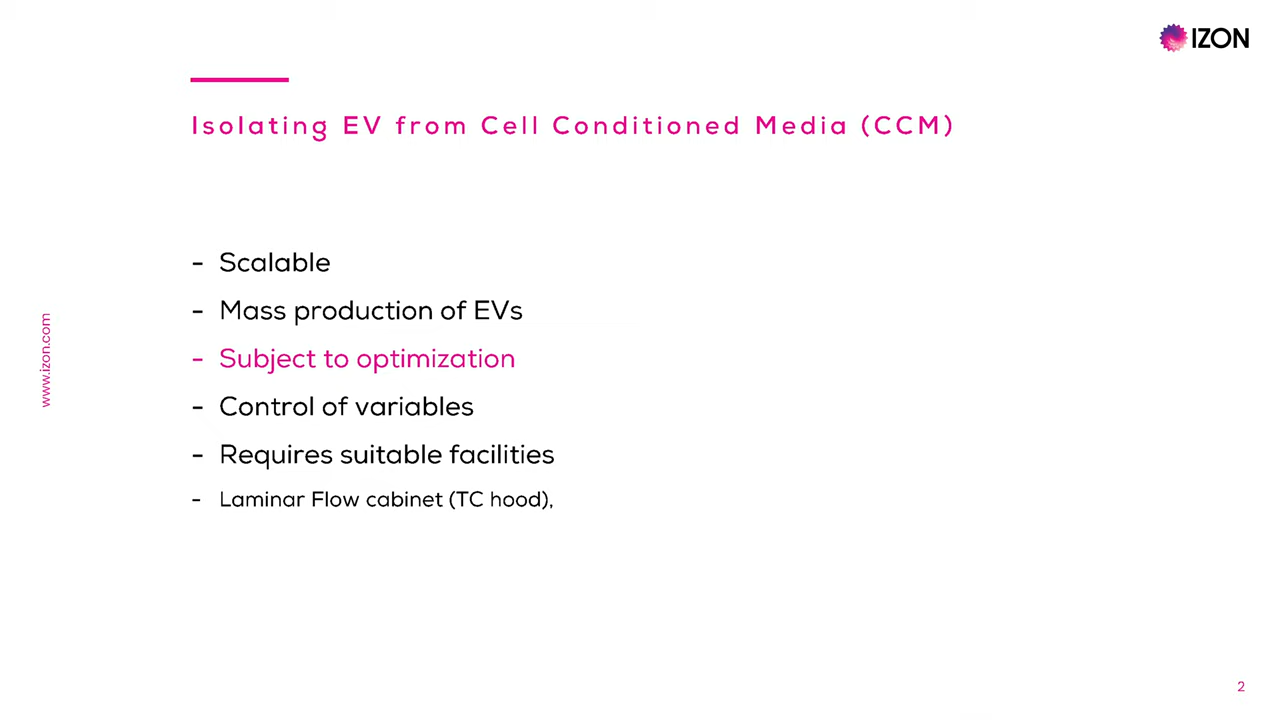 IZON
Isolating EV from Cell Conditioned Media (CCM)
- Scalable
- Mass production of EVs
- Subject to optimization
- Control of variables
- Requires suitable facilities
- Laminar Flow cabinet (TC hood),
www.izon.com
2